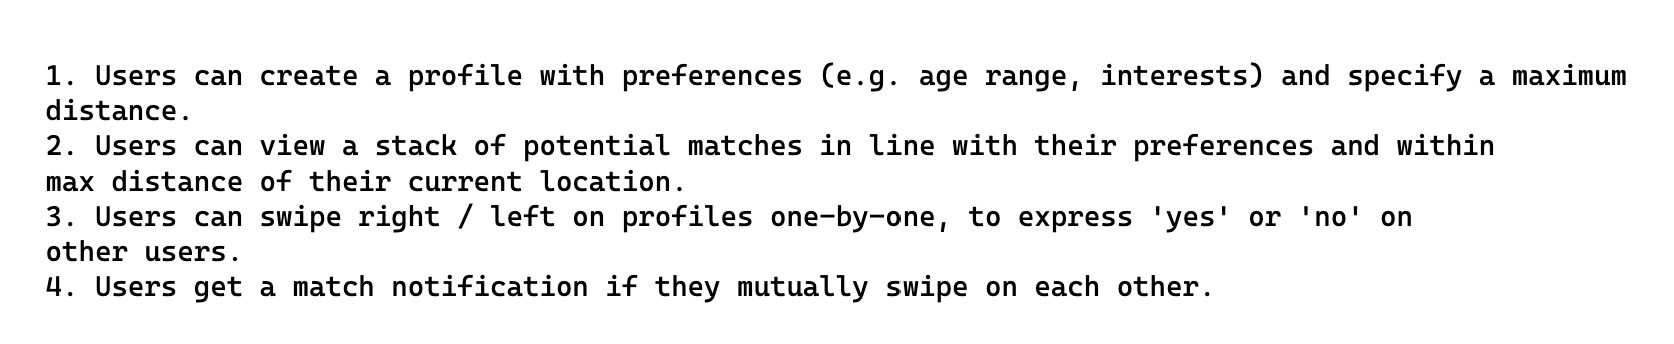 1. Users can create a profile with preferences (e.g. age range, interests) and specify a maximum
distance.
2. Users can view a stack of potential matches in line with their preferences and within
max distance of their current location.
3. Users can swipe right / left on profiles one-by-one, to express 'yes' or 'no' on
other users.
4. Users get a match notification if they mutually swipe on each other.